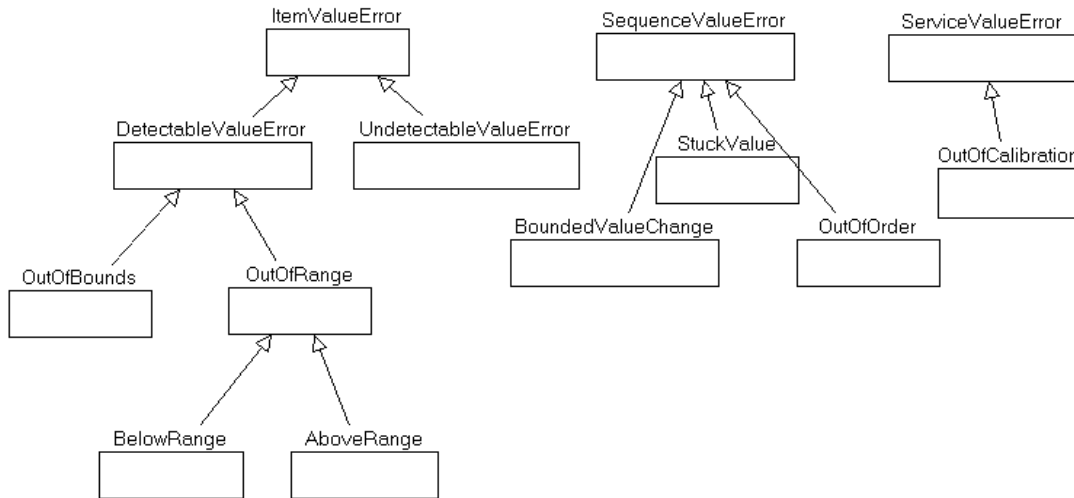 ItemValueError
SequenceValueError
ServiceValueError
DetectableValueError
UndetectableValueError
StuckValue
OutOfCalibration
BoundedValueChange
OutOfOrder
OutOfBounds
OutOfRange
BelowRange
AboveRange